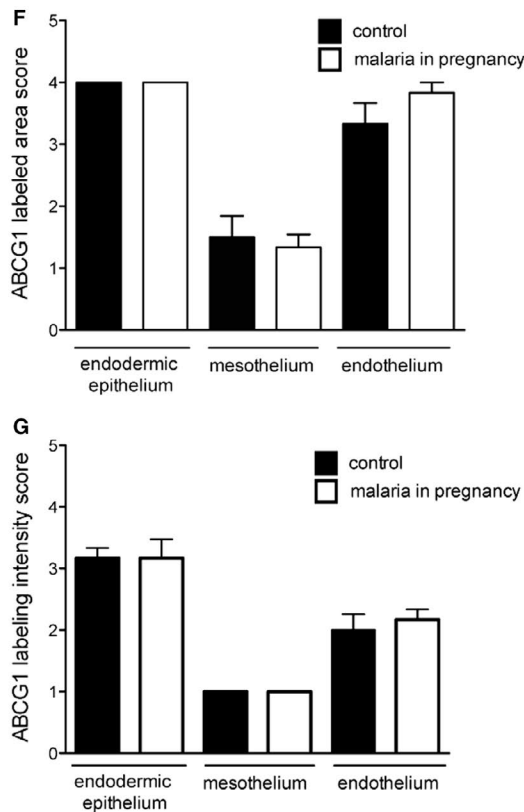 F
ABCG1 labeled area score
5
4
3
2
1
0
control
malaria in pregnancy
endodermic
epithelium
mesothelium
endothelium
G
ABCG1 labeling intensity score
5
4
3
2
1
0
control
malaria in pregnancy
endodermic
epithelium
mesothelium
endothelium